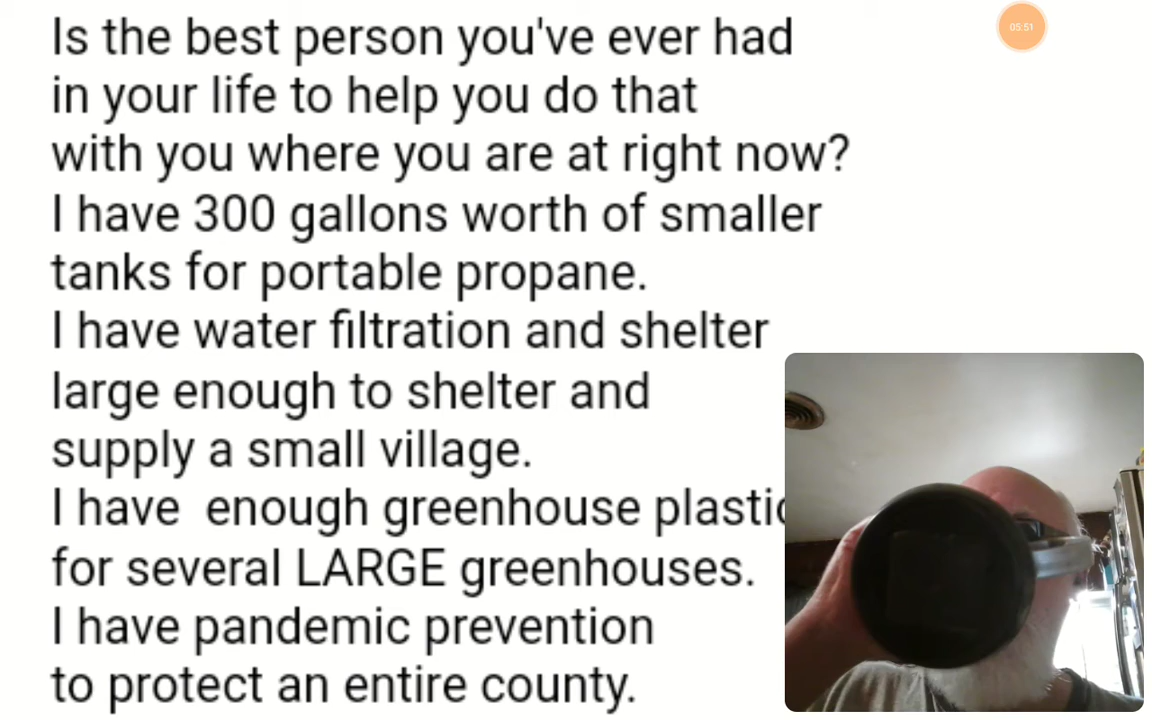 Is the best person you've ever had
05:51
in your life to help you do that
with you where you are at right now?
I have 300 gallons worth of smaller
tanks for portable propane.
I have water filtration and shelter
large enough to shelter and
supply a small village.
I have  enough greenhouse plastic
for several LARGE greenhouses.
I have pandemic prevention
to protect an entire county.